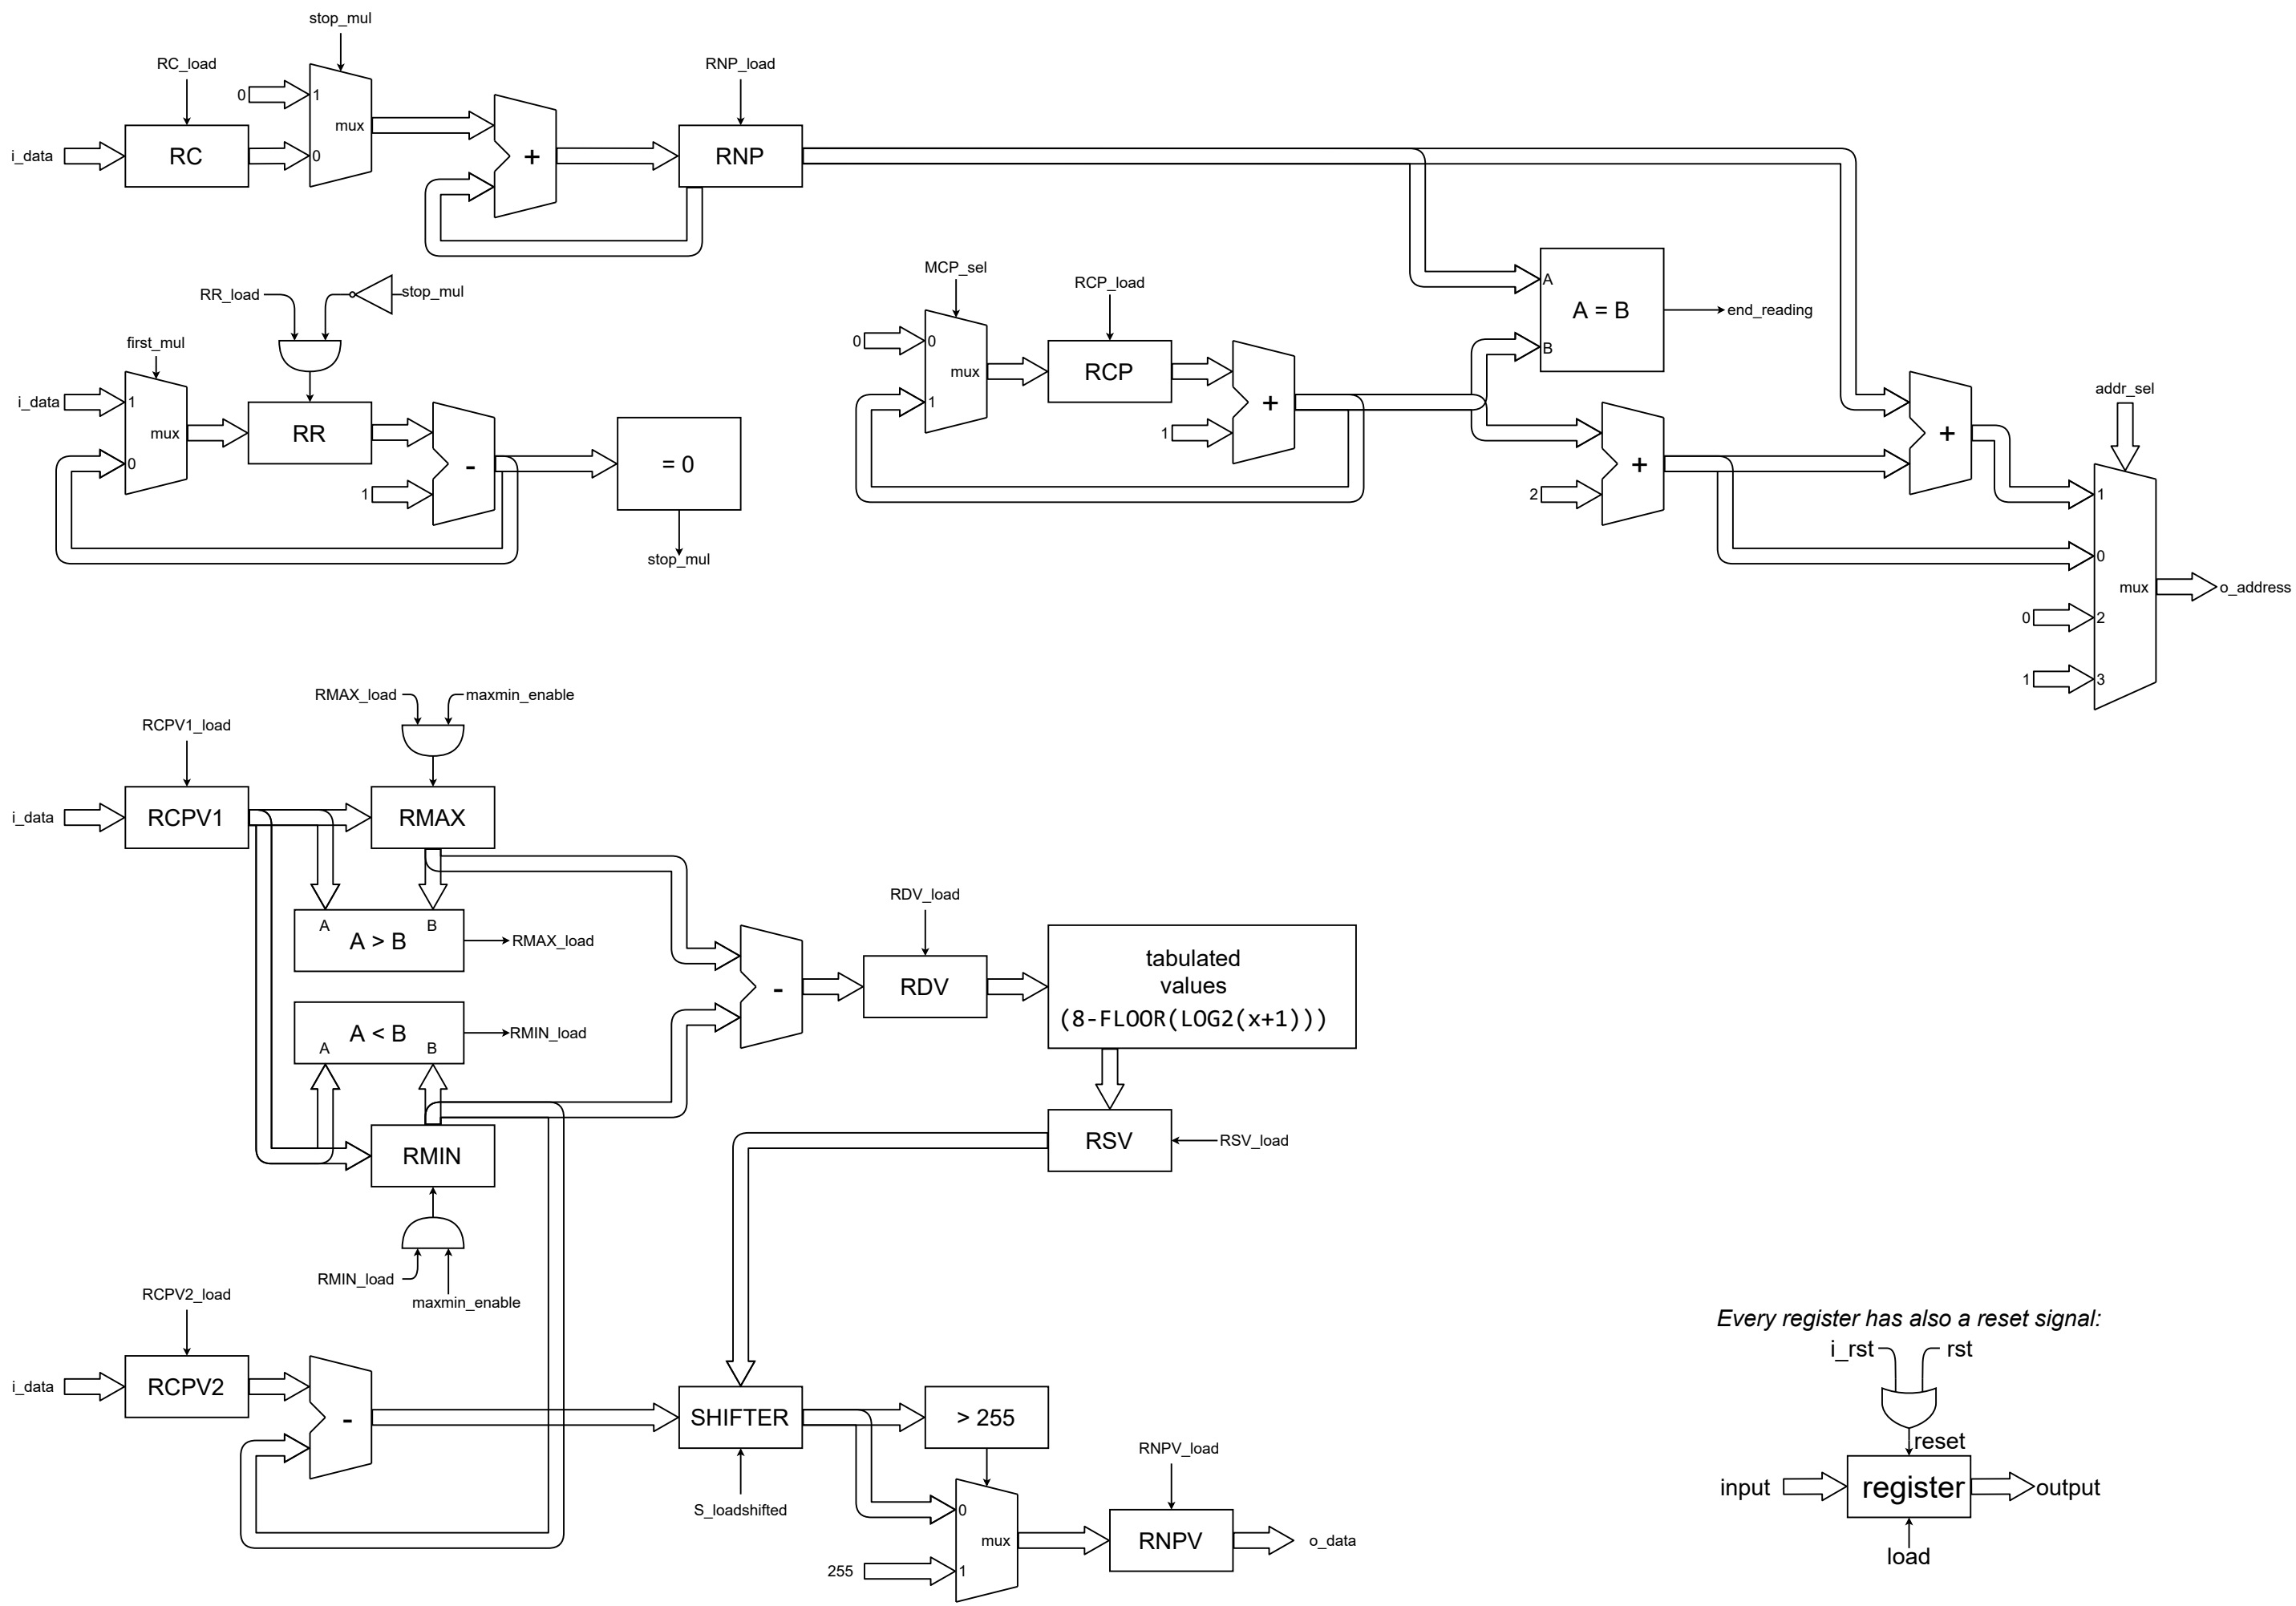 stop_mul
RC_load
RNP_load
0
1
mux
i_data
RC
0
+
RNP
MCP_sel
RCP_load
RR_load
stop_mul
A
A = B
end_reading
first_mul
0
0
B
mux
RCP
addr_sel
i_data
1
1
+
mux
RR
1
+
0
-
= 0
+
1
2
1
stop_mul
0
mux
o_address
0
2
1
3
RMAX_load
maxmin_enable
RCPV1_load
i_data
RCPV1
RMAX
RDV_load
A
B
A > B
RMAX_load
tabulated
values
(8-FLOOR(LOG2(x+1)))
-
RDV
A < B
RMIN_load
A
B
RSV
RSV_load
RMIN
RMIN_load
maxmin_enable
RCPV2_load
Every register has also a reset signal:
i_rst
rst
i_data
RCPV2
-
SHIFTER
> 255
reset
RNPV_load
input
register
output
S_loadshifted
0
mux
RNPV
o_data
255
1
load